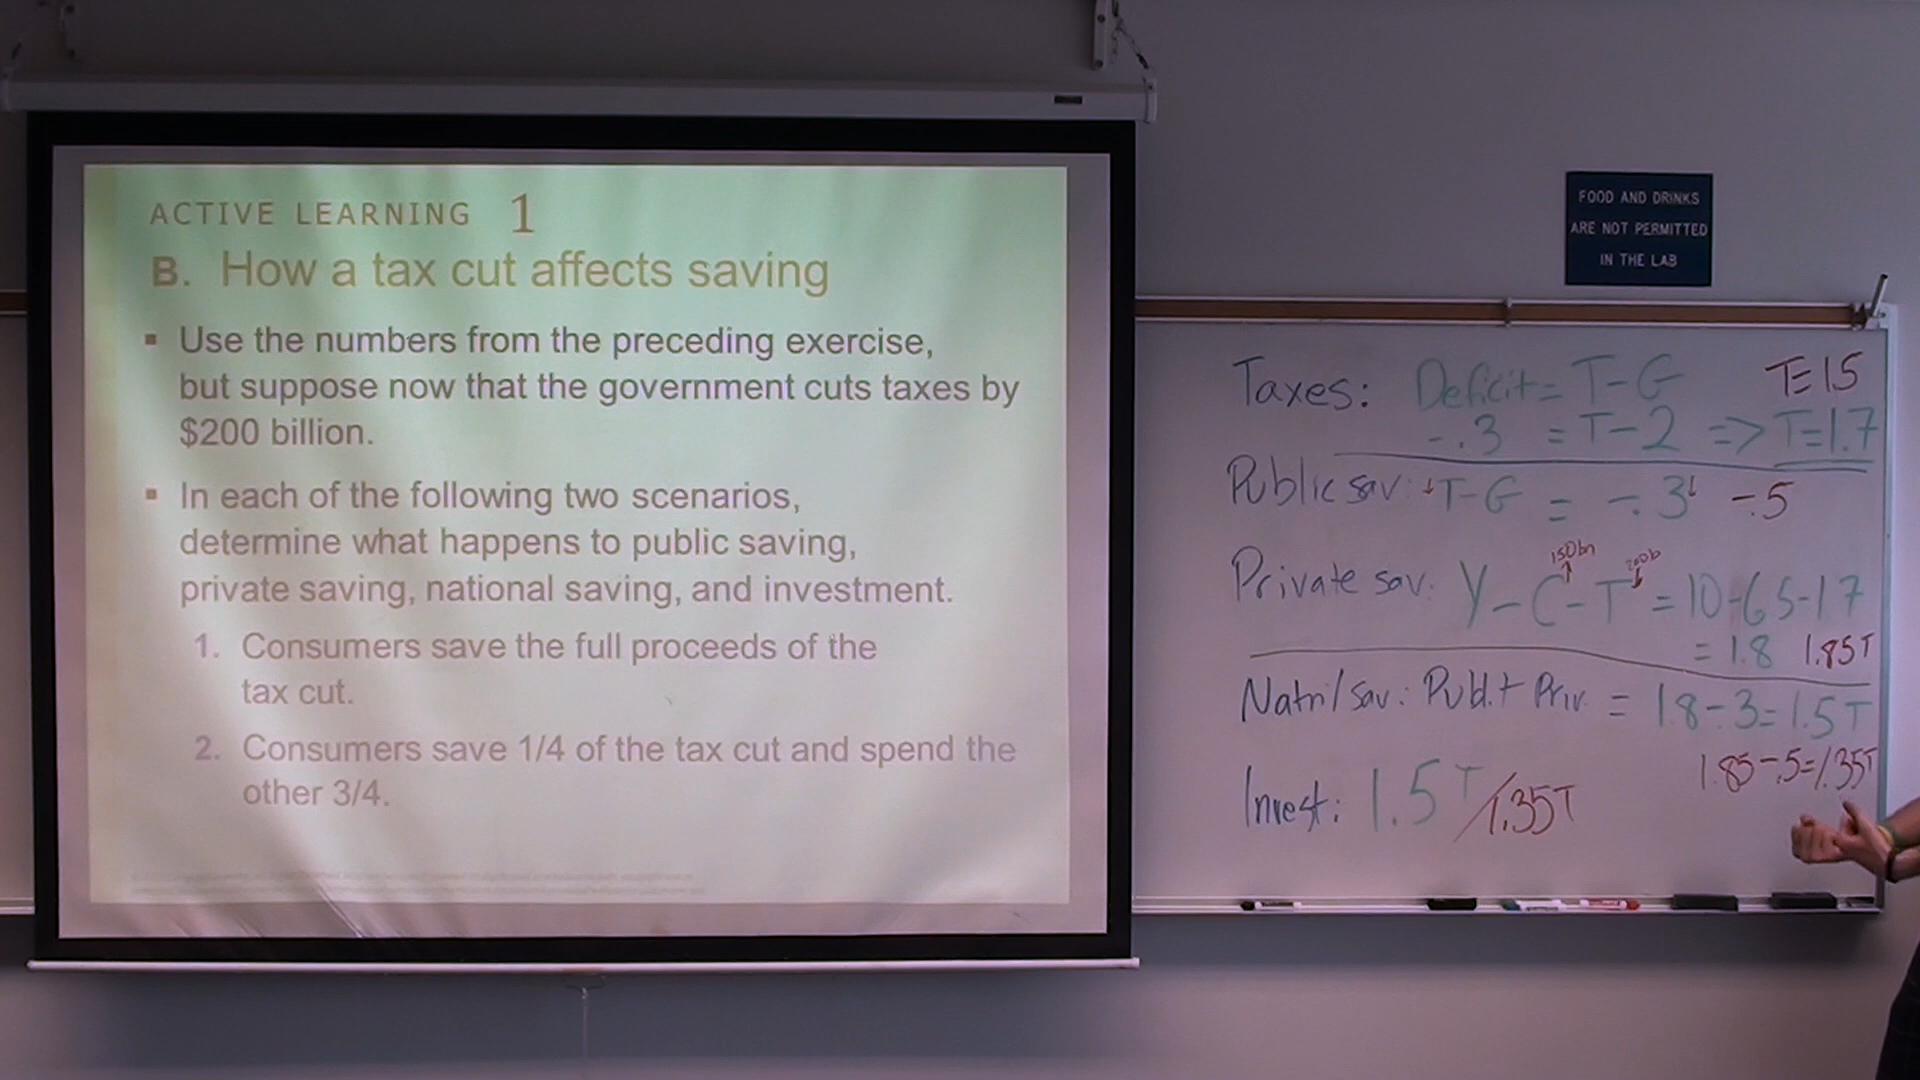 ACTIVE LEARNING 1
B. How a tax cut affects saving
▪ Use the numbers from the preceding exercise,
but suppose now that the government cuts taxes by
$200 billion.
▪ In each of the following two scenarios,
determine what happens to public saving,
private saving, national saving, and investment.
1. Consumers save the full proceeds of the
tax cut.
2. Consumers save 1/4 of the tax cut and spend the
other 3/4.
FOOD AND DRINKS
ARE NOT PERMITTED
IN THE LAB
Taxes: Deficit = T-G T=1.5
-.3 = T-2 => T=1.7
Public sav: ↓T-G = -.3↓ -.5
150bn 200b
Private sav: Y-C↑-T↓ = 10-6.5-1.7
= 1.8 1.85T
Natn'l sav: Publ.+ Priv. = 1.8-.3=1.5T
1.85-.5=1.35T
Invest: 1.5T/1.35T